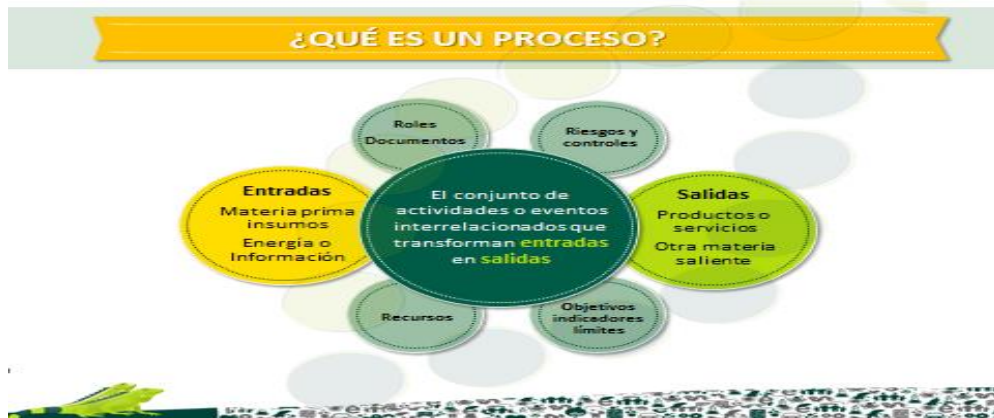 ¿QUÉ ES UN PROCESO?
Roles
Documentos
Riesgos y
controles
Entradas
Materia prima
insumos
Energía o
Información
El conjunto de
actividades o eventos
interrelacionados que
transforman entradas
en salidas
Salidas
Productos o
servicios
Otra materia
saliente
Recursos
Objetivos
indicadores
límites